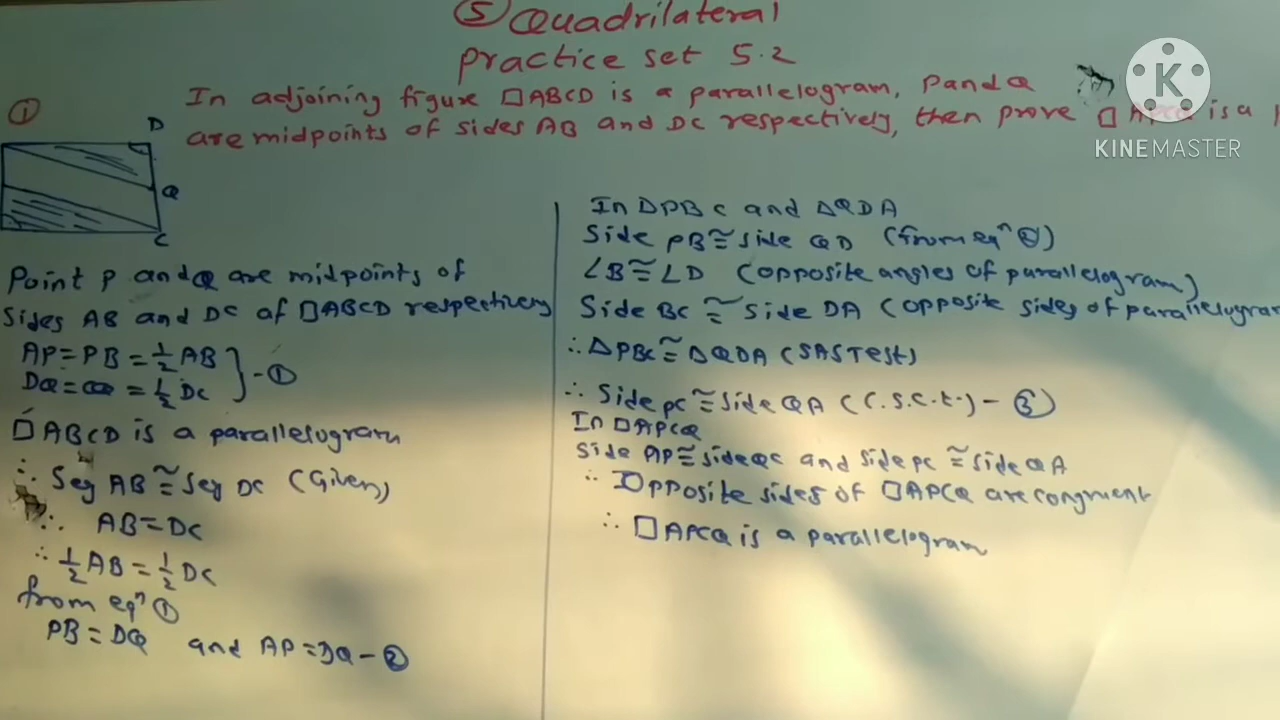 ⑤ Quadrilateral
Practice set 5.2
① In adjoining figure □ABCD is a parallelogram, P and Q
are midpoints of sides AB and DC respectively, then prove □ APCQ is a
K
KINEMASTER
D
Q
C
Point P and Q are midpoints of
sides AB and DC of □ABCD respectively
AP = PB = 1/2 AB
DQ = CQ = 1/2 DC } - ①
□ABCD is a parallelogram
∴ Seg AB ≅ Seg DC (Given)
∴ AB = DC
∴ 1/2 AB = 1/2 DC
from eqⁿ ①
PB = DQ and AP = DQ - ②
In ΔPBC and ΔQDA
Side PB ≅ side QD (from eqⁿ ②)
∠B ≅ ∠D (opposite angles of parallelogram)
Side BC ≅ Side DA (opposite sides of parallelogram
∴ ΔPBC ≅ ΔQDA (SAS Test)
∴ Side PC ≅ Side QA (C.S.C.T.) - ③
In □APCQ
Side AP ≅ side QC and side PC ≅ side QA
∴ Opposite sides of □APCQ are congruent
∴ □APCQ is a parallelogram